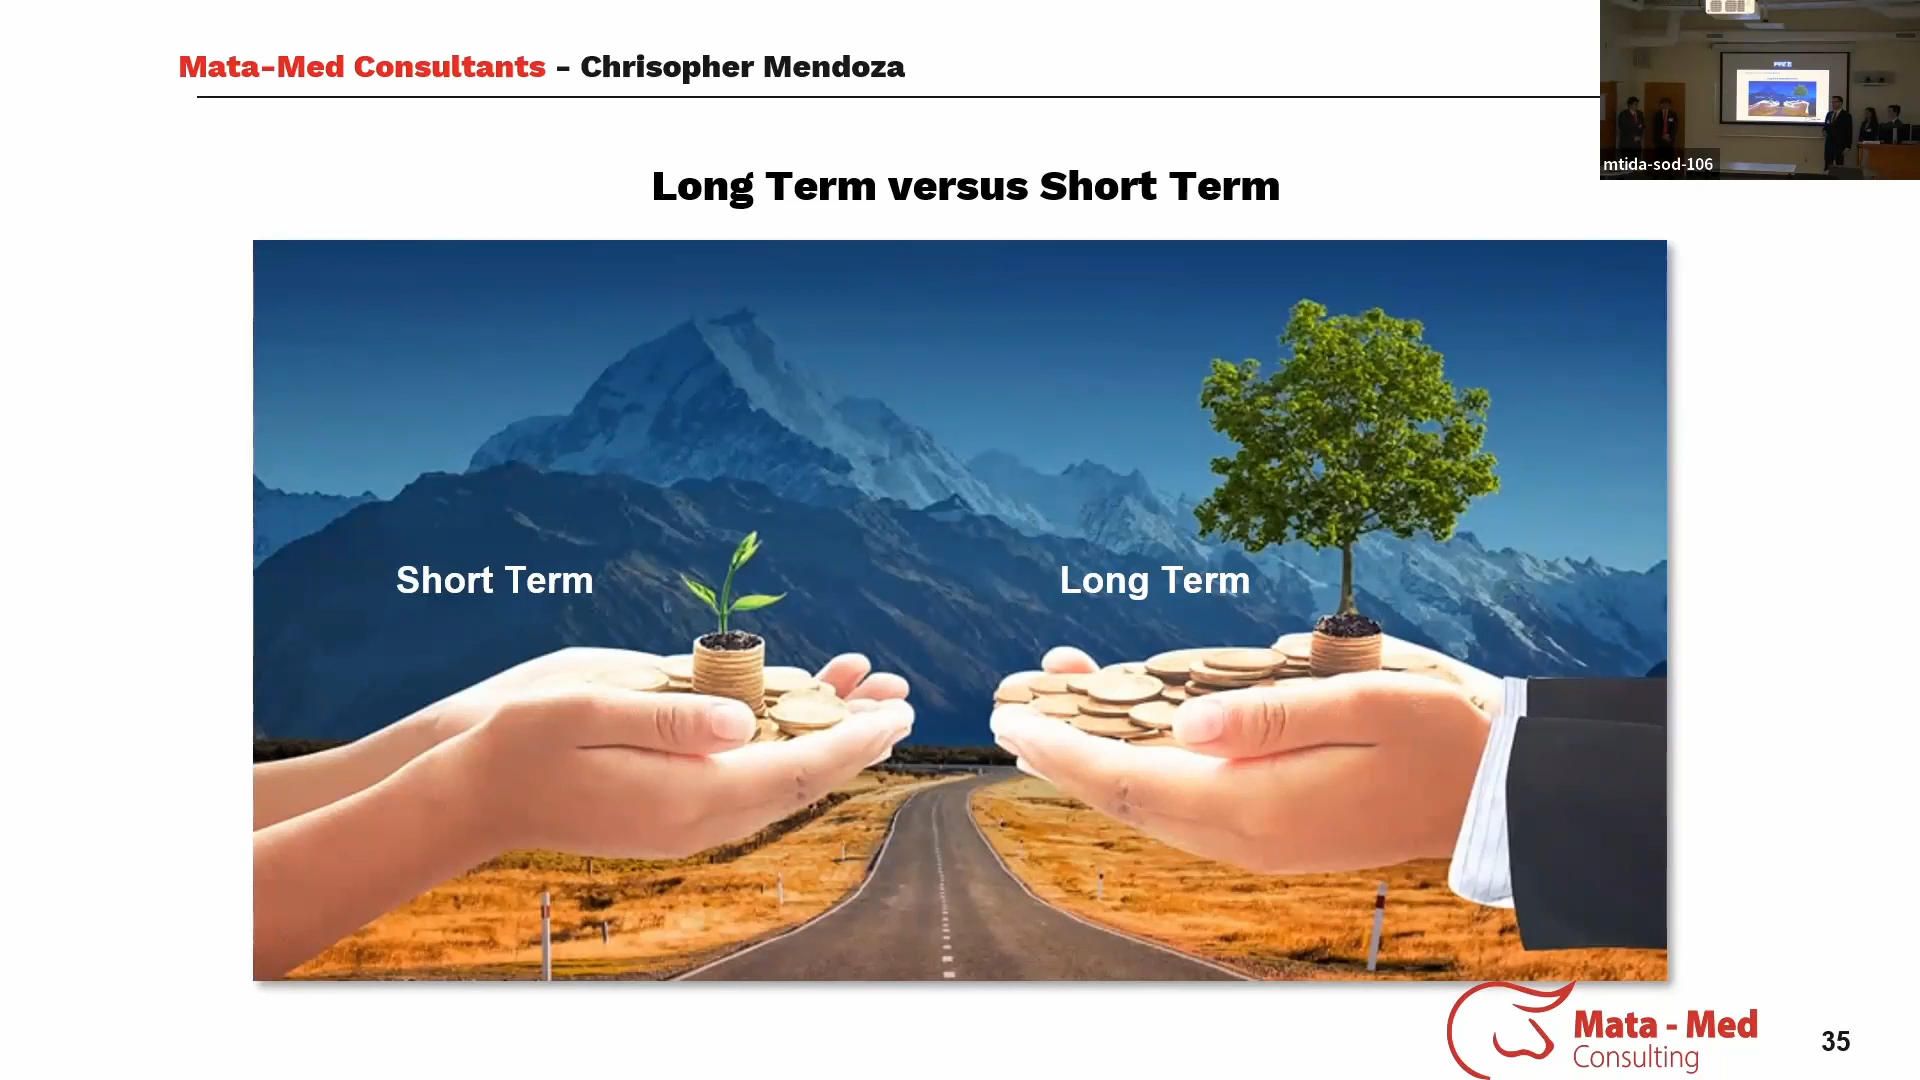 Mata-Med Consultants - Chrisopher Mendoza
mtida-sod-106
Long Term versus Short Term
Short Term
Long Term
Mata - Med
Consulting
35